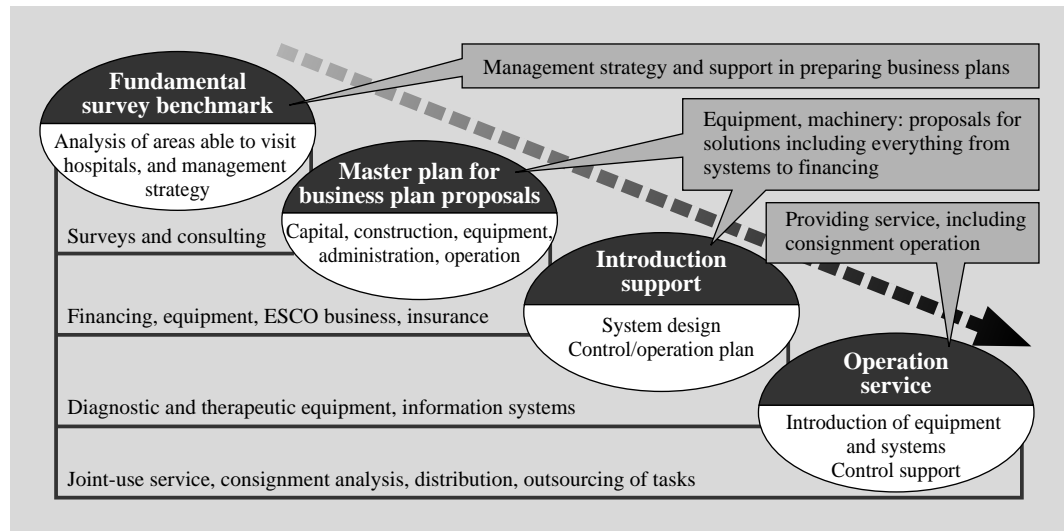 Fundamental
survey benchmark
Analysis of areas able to visit
hospitals, and management
strategy
Management strategy and support in preparing business plans
Equipment, machinery: proposals for
solutions including everything from
systems to financing
Master plan for
business plan proposals
Capital, construction, equipment,
administration, operation
Surveys and consulting
Providing service, including
consignment operation
Introduction
support
System design
Control/operation plan
Financing, equipment, ESCO business, insurance
Operation
service
Introduction of equipment
and systems
Control support
Diagnostic and therapeutic equipment, information systems
Joint-use service, consignment analysis, distribution, outsourcing of tasks